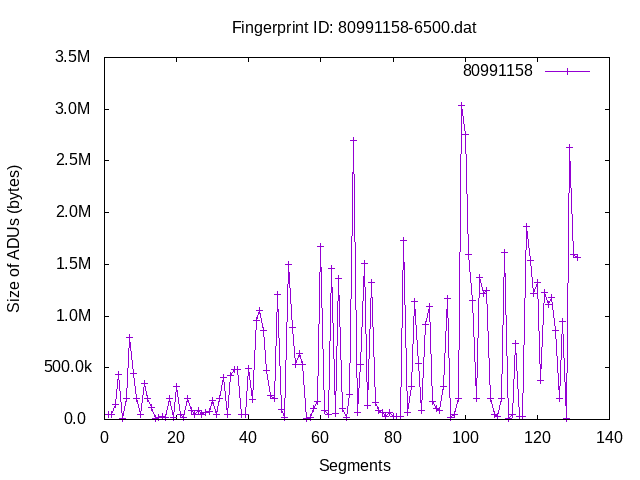 Fingerprint ID: 80991158-6500.dat
80991158
3.5M
3.0M
2.5M
2.0M
1.5M
1.0M
500.0k
0.0
0 20 40 60 80 100 120 140
Size of ADUs (bytes)
Segments